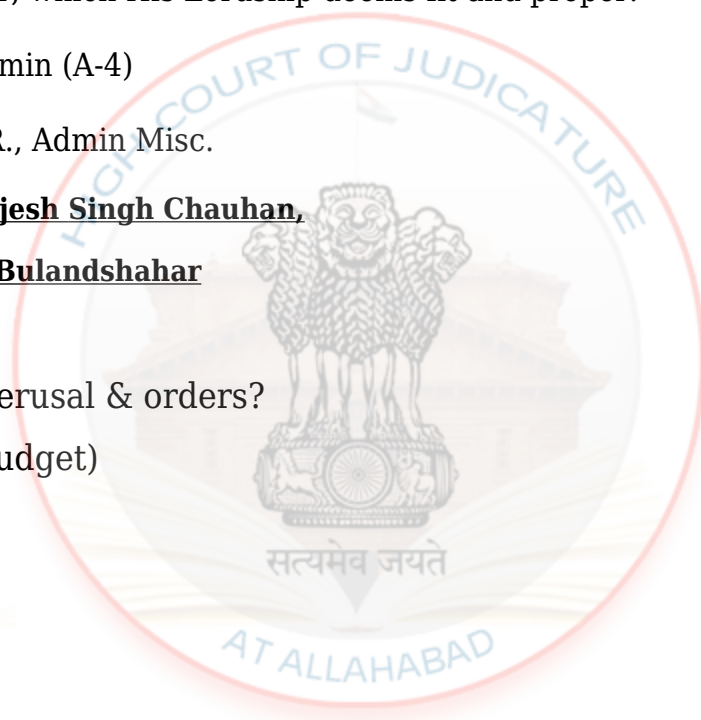 , which His Lordship deems fit and proper?
min (A-4)
R., Admin Misc.
jesh Singh Chauhan,
Bulandshahar
erusal & orders?
udget)
HIGH COURT OF JUDICATURE
सत्यमेव जयते
AT ALLAHABAD